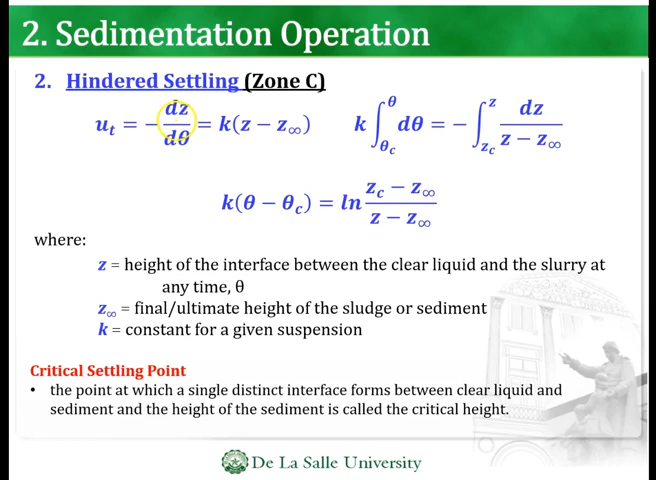 2. Sedimentation Operation
2. Hindered Settling (Zone C)
u_t = −dz/dθ = k(z − z_∞)    k∫_{θ_c}^{θ} dθ = −∫_{z_c}^{z} dz/(z − z_∞)
k(θ − θ_c) = ln (z_c − z_∞)/(z − z_∞)
where:
z = height of the interface between the clear liquid and the slurry at
any time, θ
z_∞ = final/ultimate height of the sludge or sediment
k = constant for a given suspension
Critical Settling Point
• the point at which a single distinct interface forms between clear liquid and
sediment and the height of the sediment is called the critical height.
De La Salle University